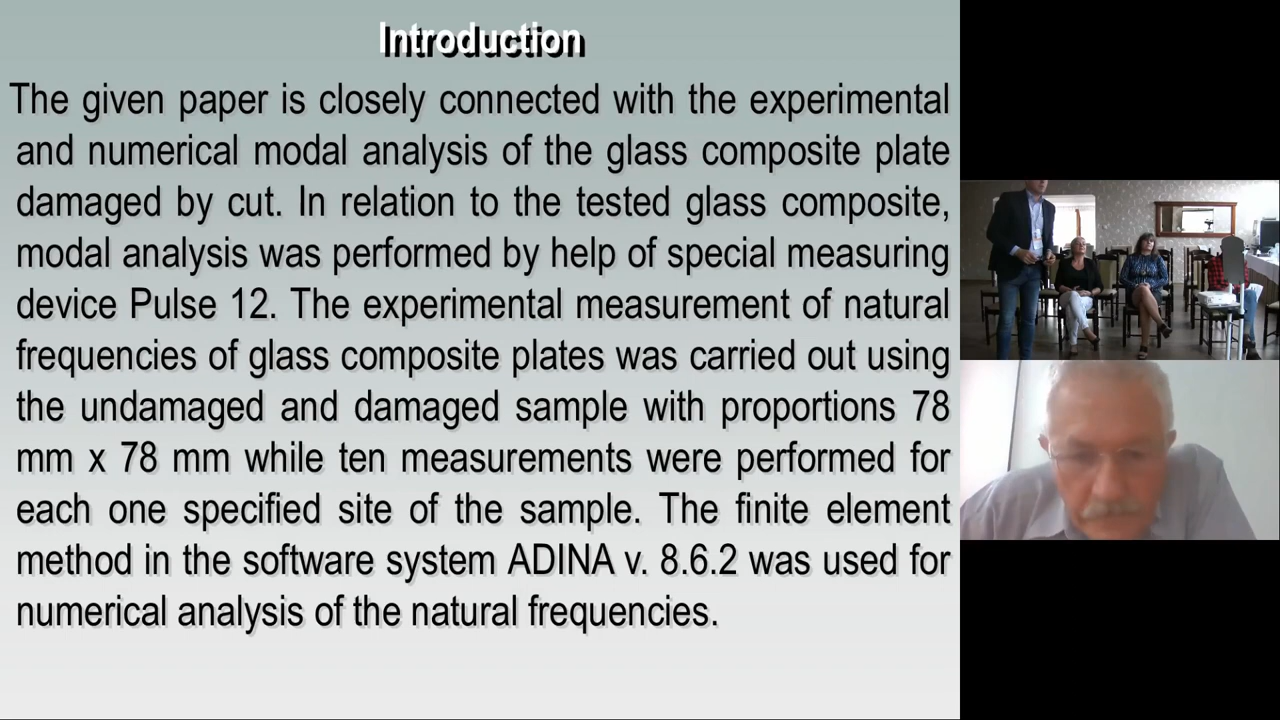 Introduction
The given paper is closely connected with the experimental
and numerical modal analysis of the glass composite plate
damaged by cut. In relation to the tested glass composite,
modal analysis was performed by help of special measuring
device Pulse 12. The experimental measurement of natural
frequencies of glass composite plates was carried out using
the undamaged and damaged sample with proportions 78
mm x 78 mm while ten measurements were performed for
each one specified site of the sample. The finite element
method in the software system ADINA v. 8.6.2 was used for
numerical analysis of the natural frequencies.